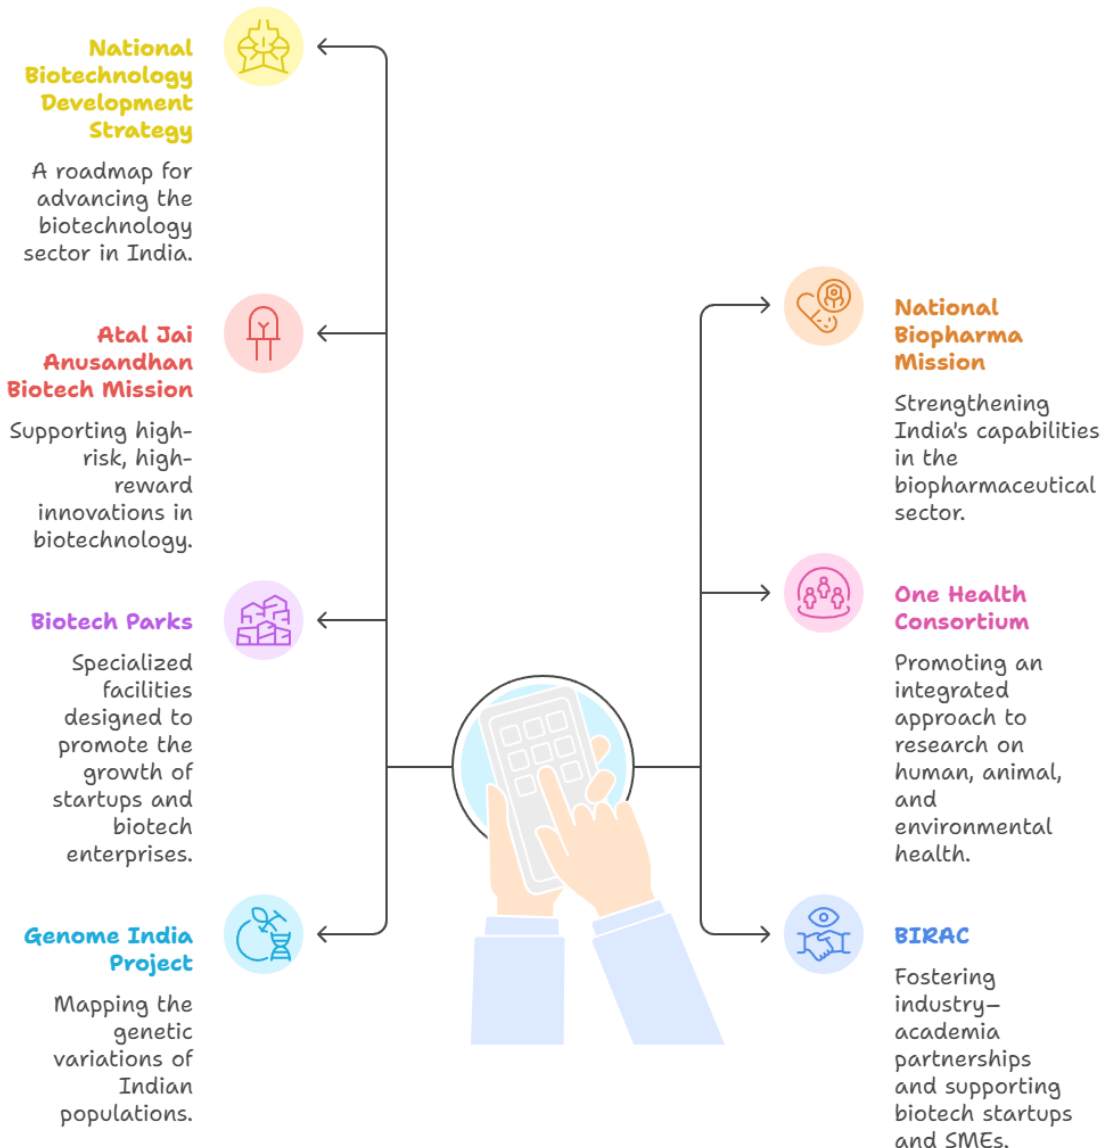 National
Biotechnology
Development
Strategy
A roadmap for
advancing the
biotechnology
sector in India.
Atal Jai
Anusandhan
Biotech Mission
Supporting high-
risk, high-
reward
innovations in
biotechnology.
Biotech Parks
Specialized
facilities
designed to
promote the
growth of
startups and
biotech
enterprises.
Genome India
Project
Mapping the
genetic
variations of
Indian
populations.
National
Biopharma
Mission
Strengthening
India's capabilities
in the
biopharmaceutical
sector.
One Health
Consortium
Promoting an
integrated
approach to
research on
human, animal,
and
environmental
health.
BIRAC
Fostering
industry–
academia
partnerships
and supporting
biotech startups
and SMEs.